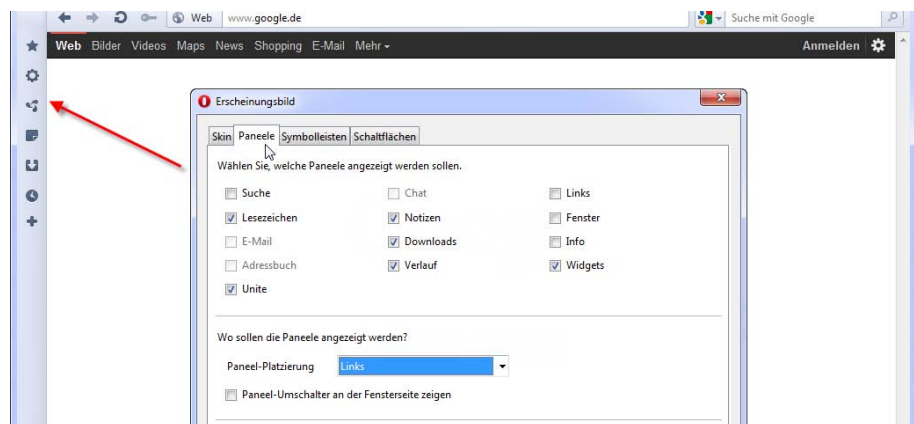 Web www.google.de Suche mit Google
Web Bilder Videos Maps News Shopping E-Mail Mehr Anmelden
Erscheinungsbild
Skin Paneele Symbolleisten Schaltflächen
Wählen Sie, welche Paneele angezeigt werden sollen.
Suche Chat Links
Lesezeichen Notizen Fenster
E-Mail Downloads Info
Adressbuch Verlauf Widgets
Unite
Wo sollen die Paneele angezeigt werden?
Paneel-Platzierung Links
Paneel-Umschalter an der Fensterseite zeigen